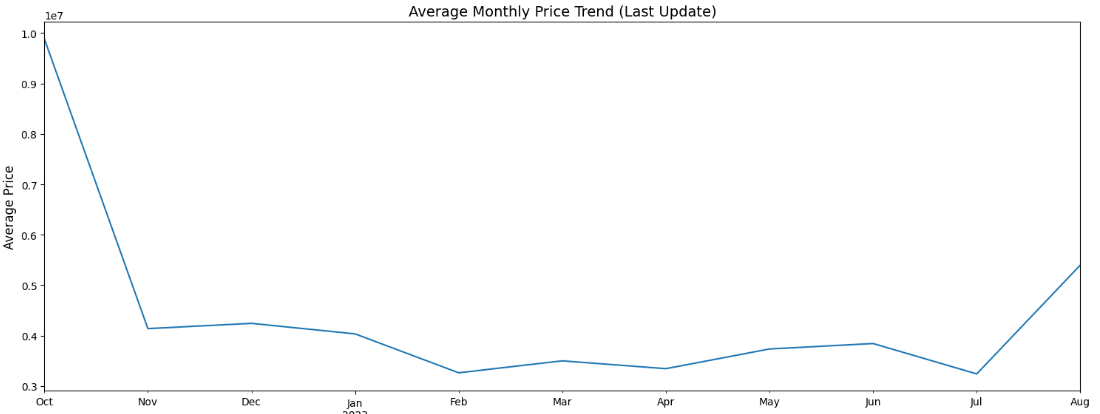 Average Monthly Price Trend (Last Update)
1e7
1.0
0.9
0.8
0.7
0.6
0.5
0.4
0.3
Average Price
Oct Nov Dec Jan Feb Mar Apr May Jun Jul Aug